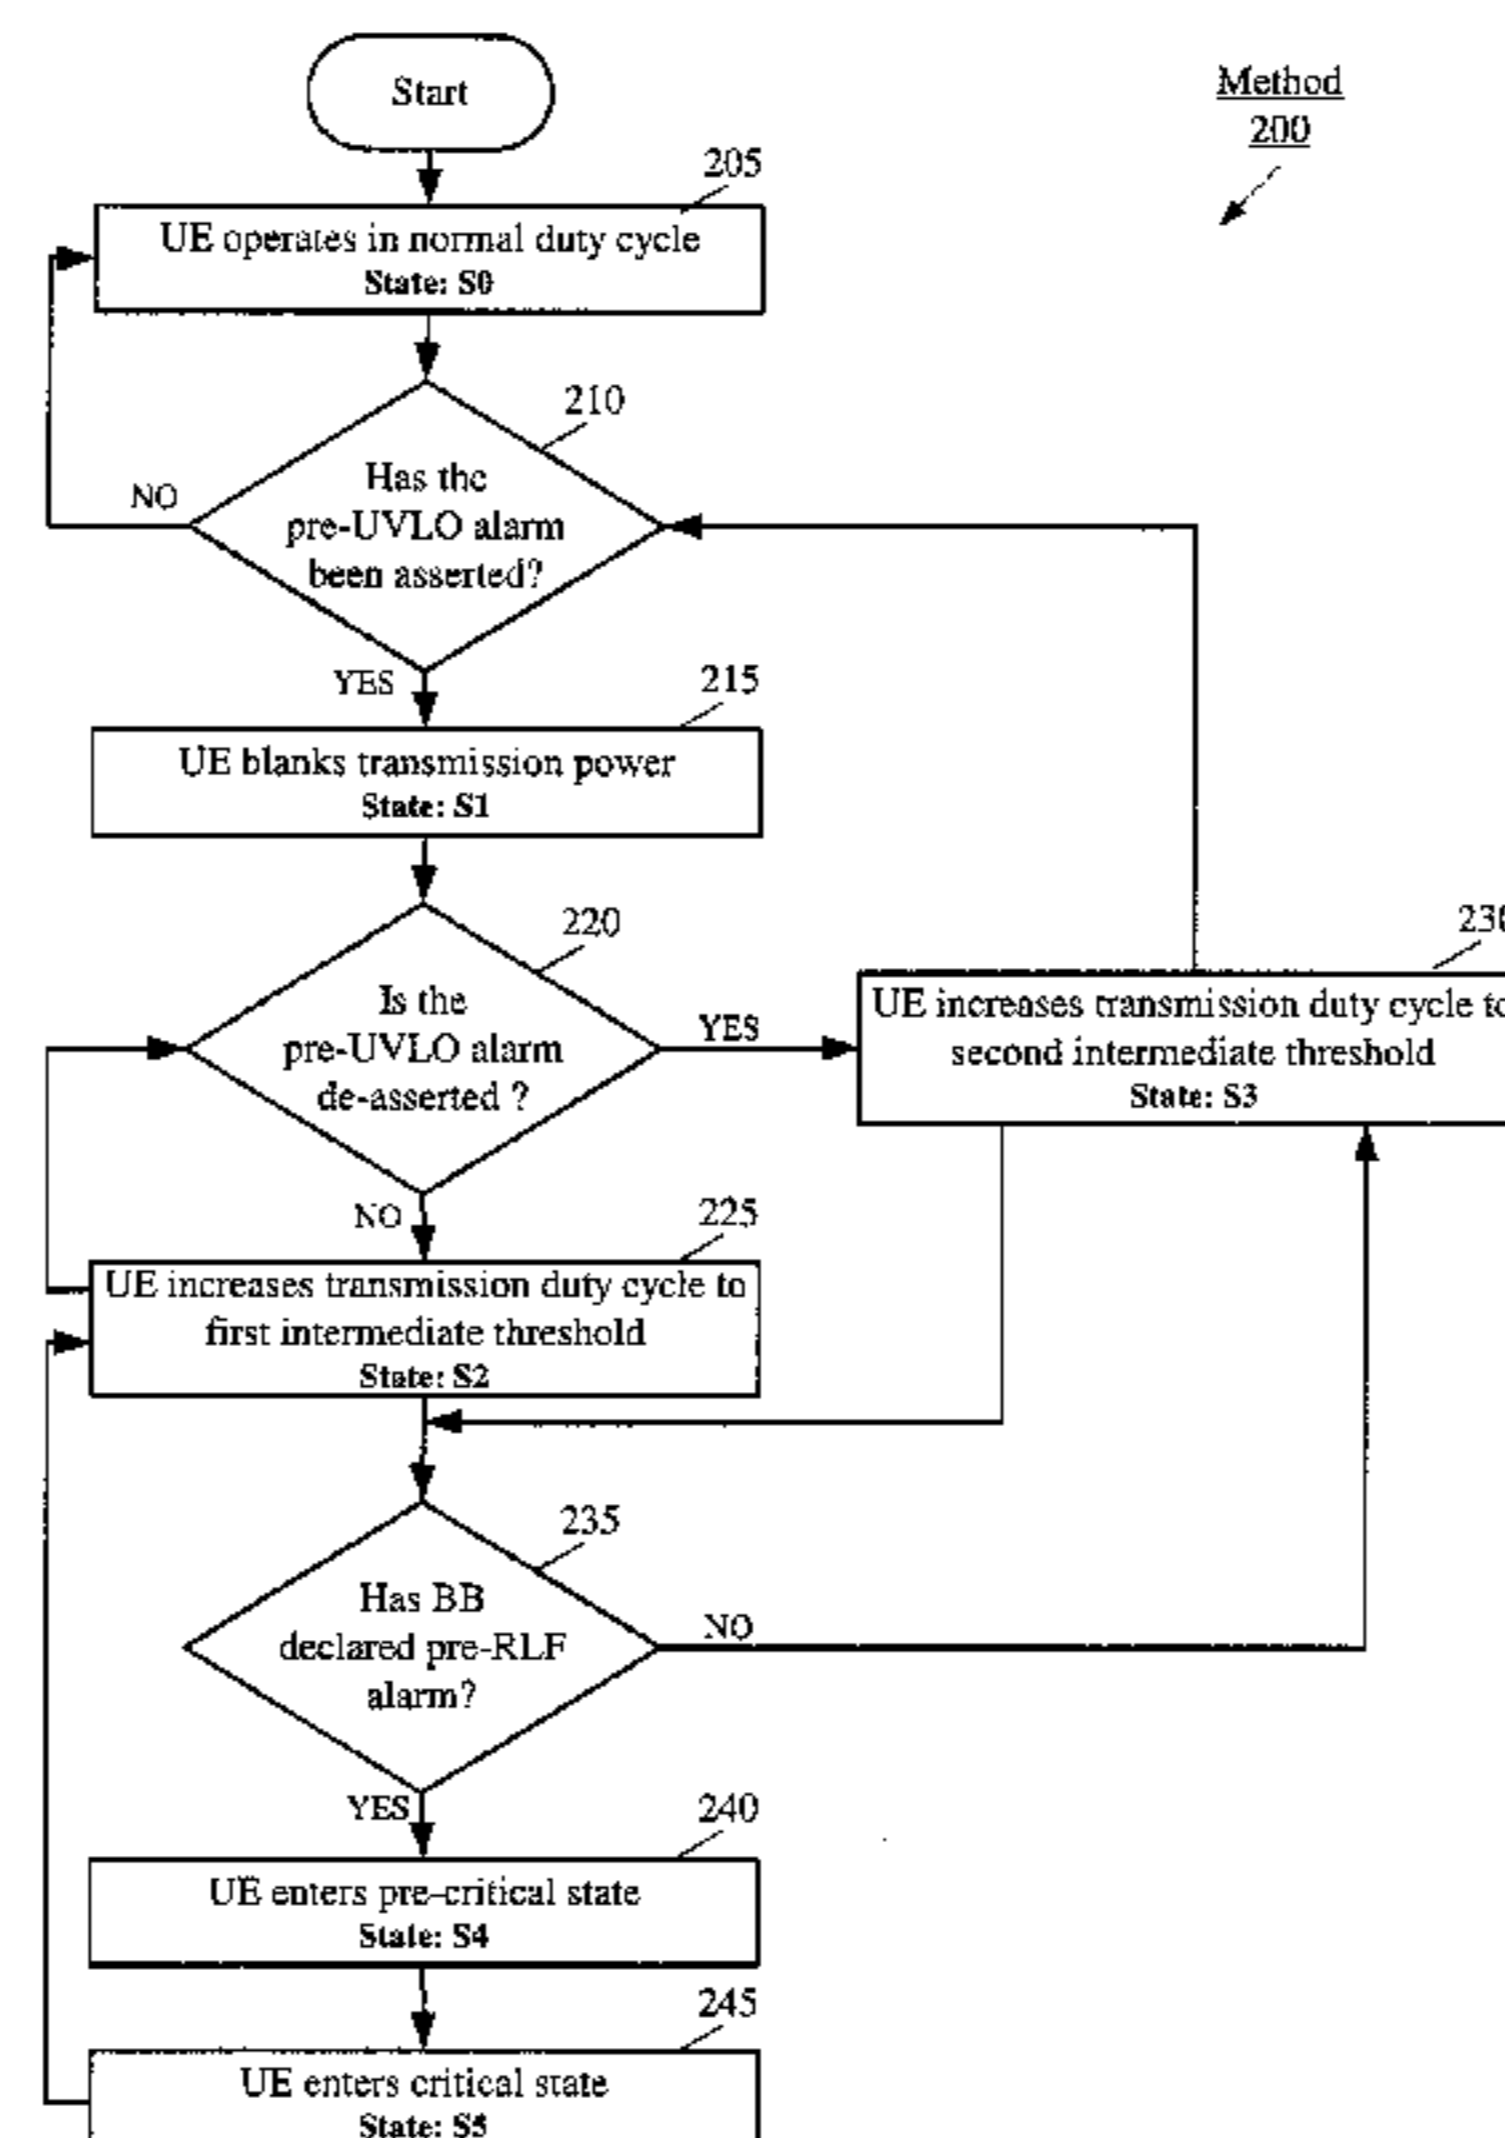 Start
Method
200
205
UE operates in normal duty cycle
State: S0
210
Has the
pre-UVLO alarm
been asserted?
NO
YES
215
UE blanks transmission power
State: S1
220
Is the
pre-UVLO alarm
de-asserted ?
YES
NO
UE increases transmission duty cycle
second intermediate threshold
State: S3
225
UE increases transmission duty cycle to
first intermediate threshold
State: S2
235
Has BB
declared pre-RLF
alarm?
NO
YES
240
UE enters pre-critical state
State: S4
245
UE enters critical state
State: S5